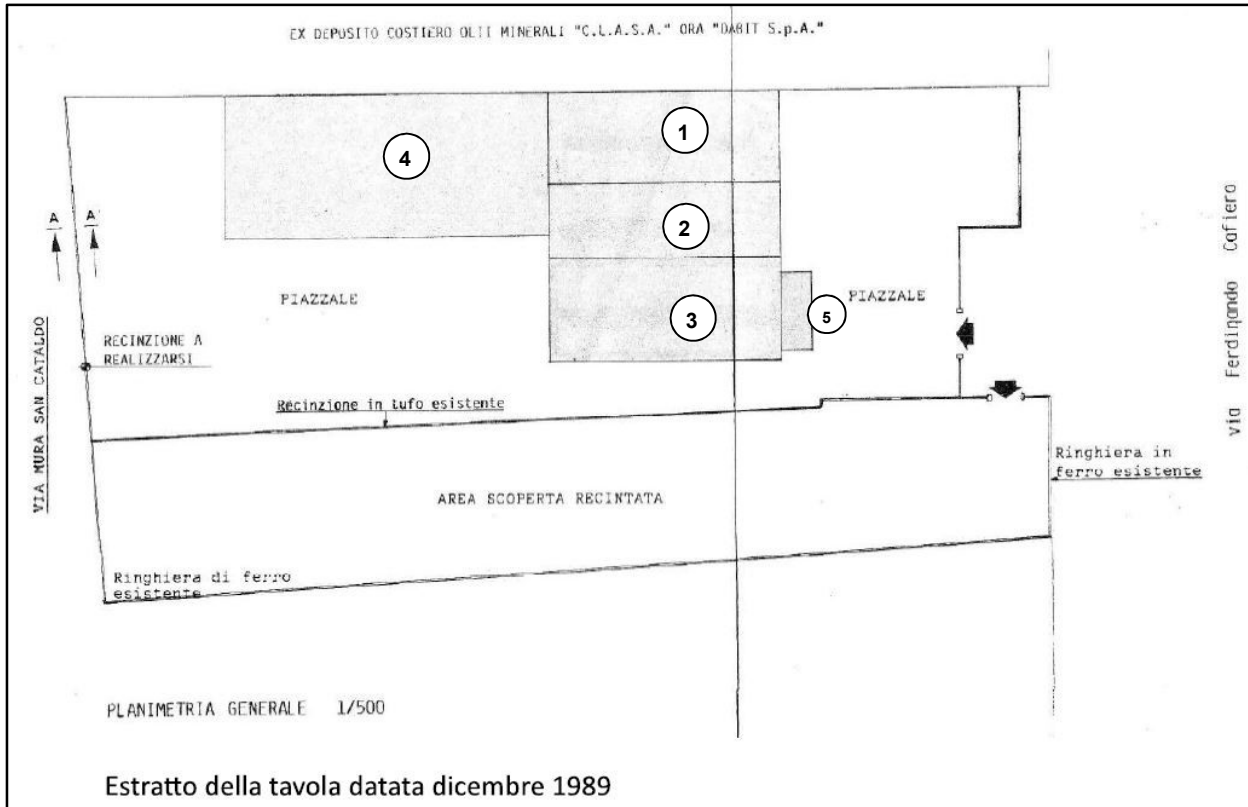 EX DEPOSITO COSTIERO OLII MINERALI "C.L.A.S.A." ORA "DABIT S.p.A."
1
4
2
A
A'
3
5
PIAZZALE
PIAZZALE
via Ferdinando Cafiero
VIA MURA SAN CATALDO
RECINZIONE A
REALIZZARSI
Recinzione in tufo esistente
Ringhiera in
ferro esistente
AREA SCOPERTA RECINTATA
Ringhiera di ferro
esistente
PLANIMETRIA GENERALE 1/500
Estratto della tavola datata dicembre 1989